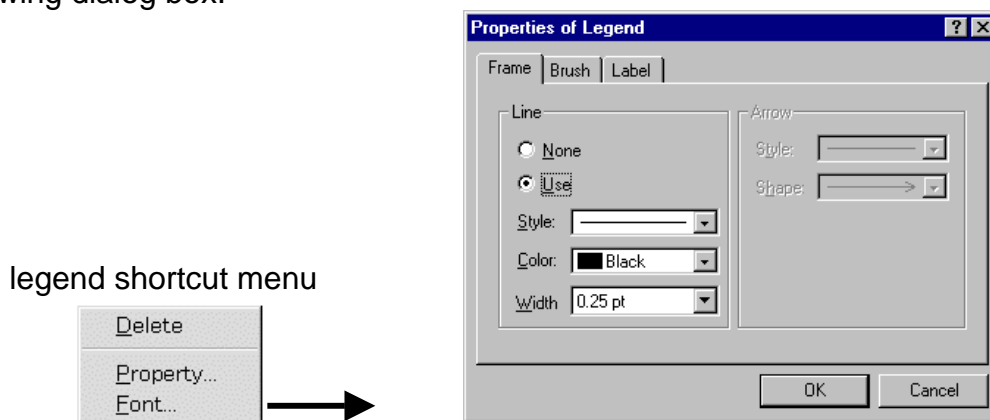 dialog box.
Properties of Legend
Frame Brush Label
Line
None
Use
Style:
Color: Black
Width 0.25 pt
Arrow
Style:
Shape:
OK Cancel
legend shortcut menu
Delete
Property...
Font...